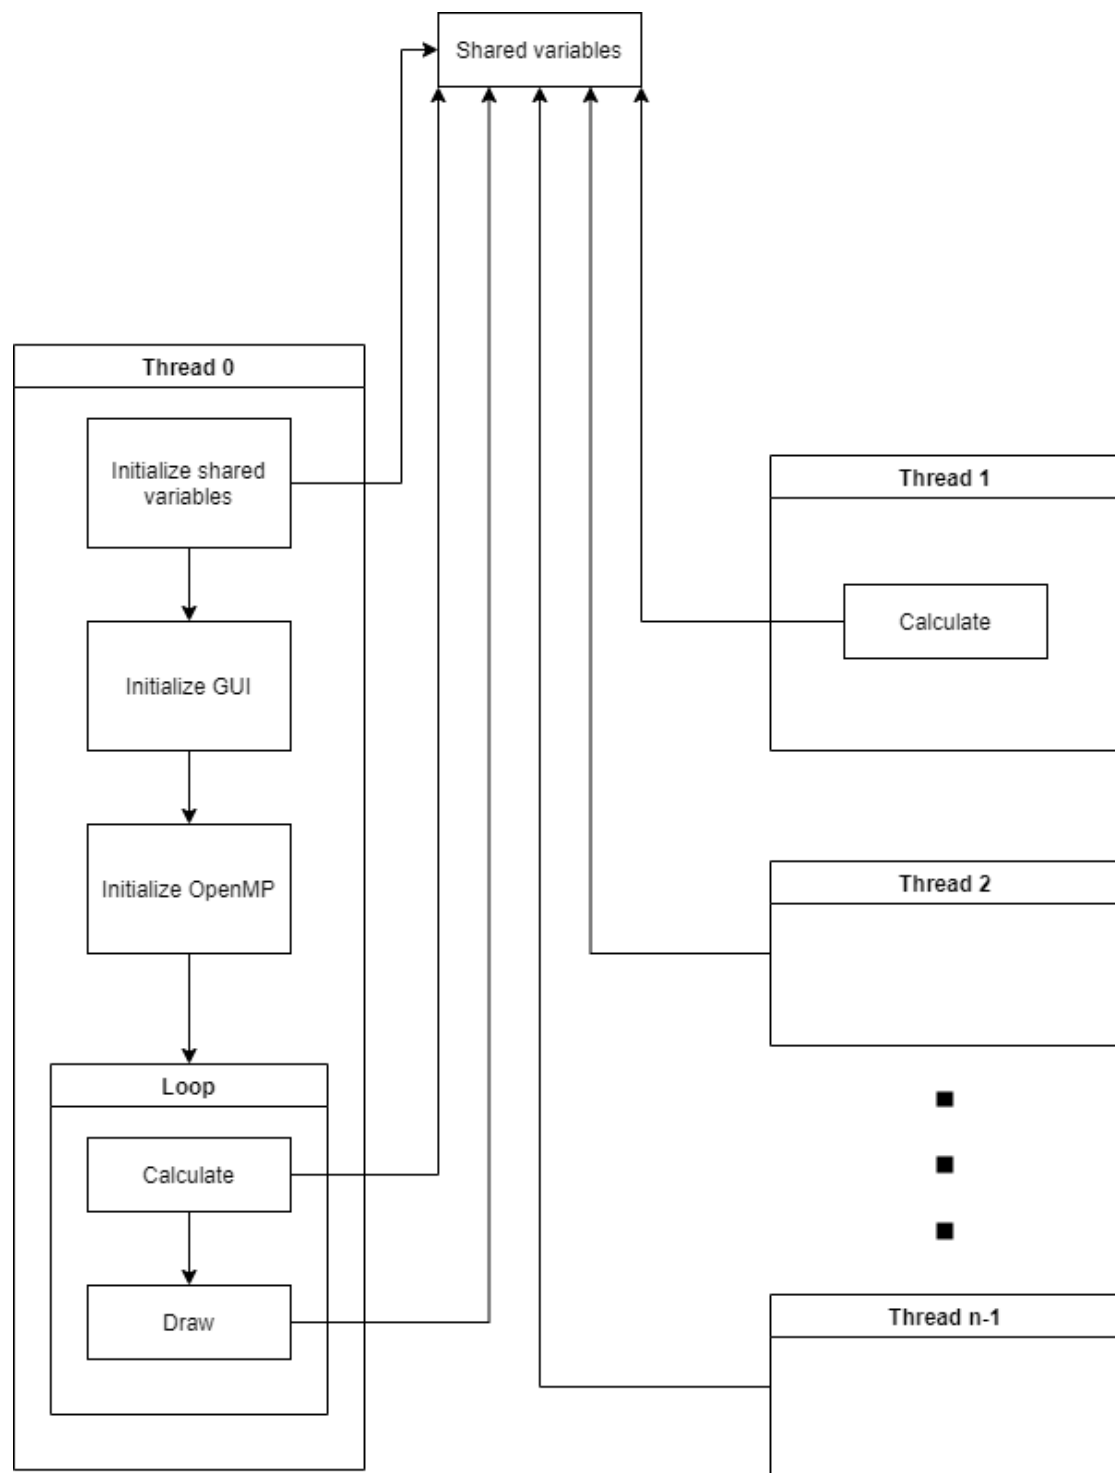 Shared variables
Thread 0
Initialize shared
variables
Initialize GUI
Initialize OpenMP
Loop
Calculate
Draw
Thread 1
Calculate
Thread 2
Thread n-1